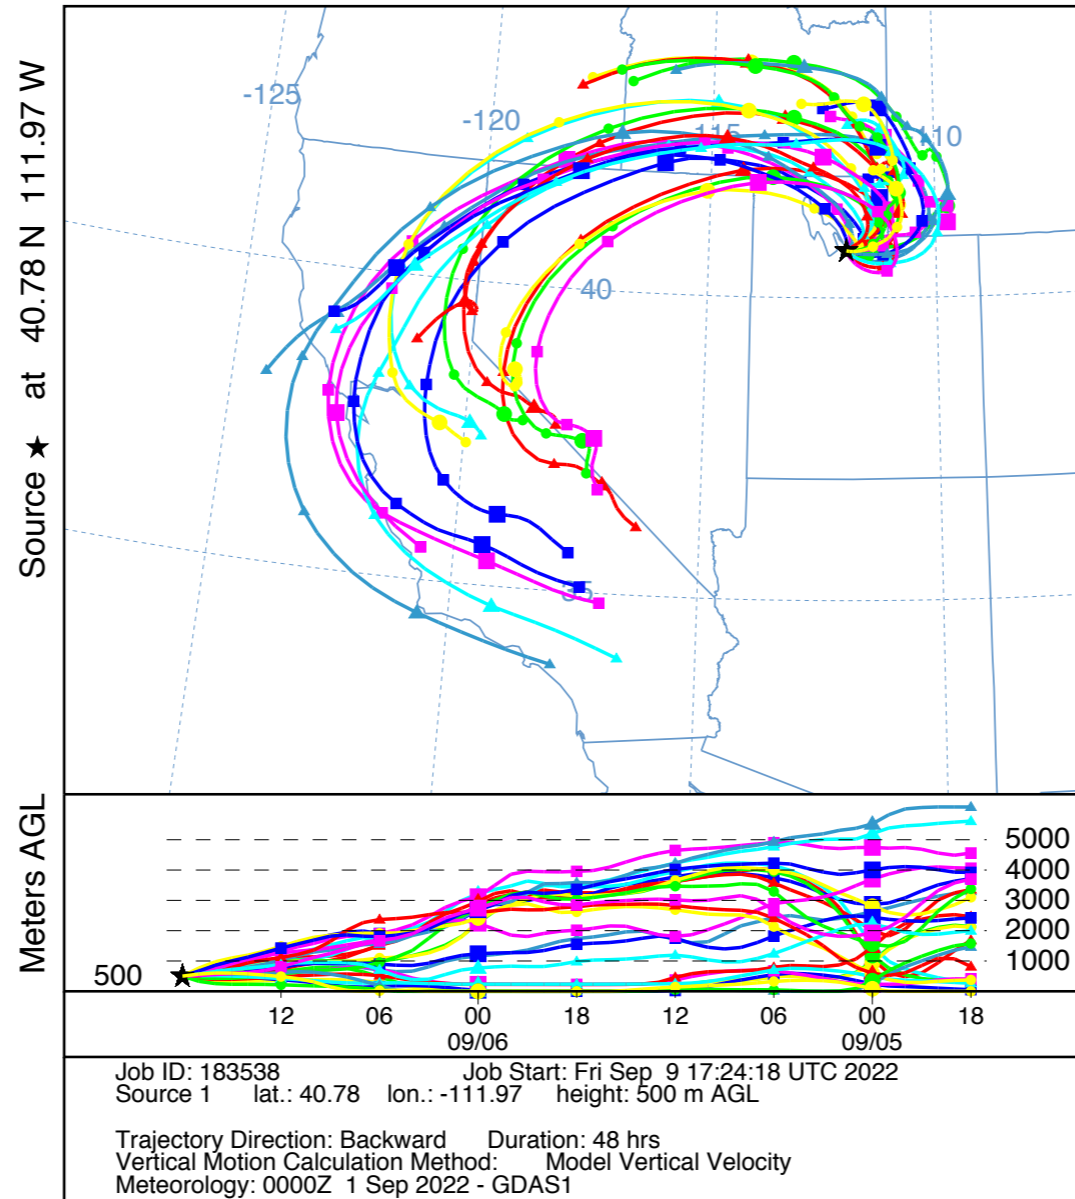 Source ★ at 40.78 N 111.97 W
-125
-120
-115
-110
40
35
Meters AGL
500
5000
4000
3000
2000
1000
12 06 00 18 12 06 00 18
09/06 09/05
Job ID: 183538 Job Start: Fri Sep 9 17:24:18 UTC 2022
Source 1 lat.: 40.78 lon.: -111.97 height: 500 m AGL
Trajectory Direction: Backward Duration: 48 hrs
Vertical Motion Calculation Method: Model Vertical Velocity
Meteorology: 0000Z 1 Sep 2022 - GDAS1